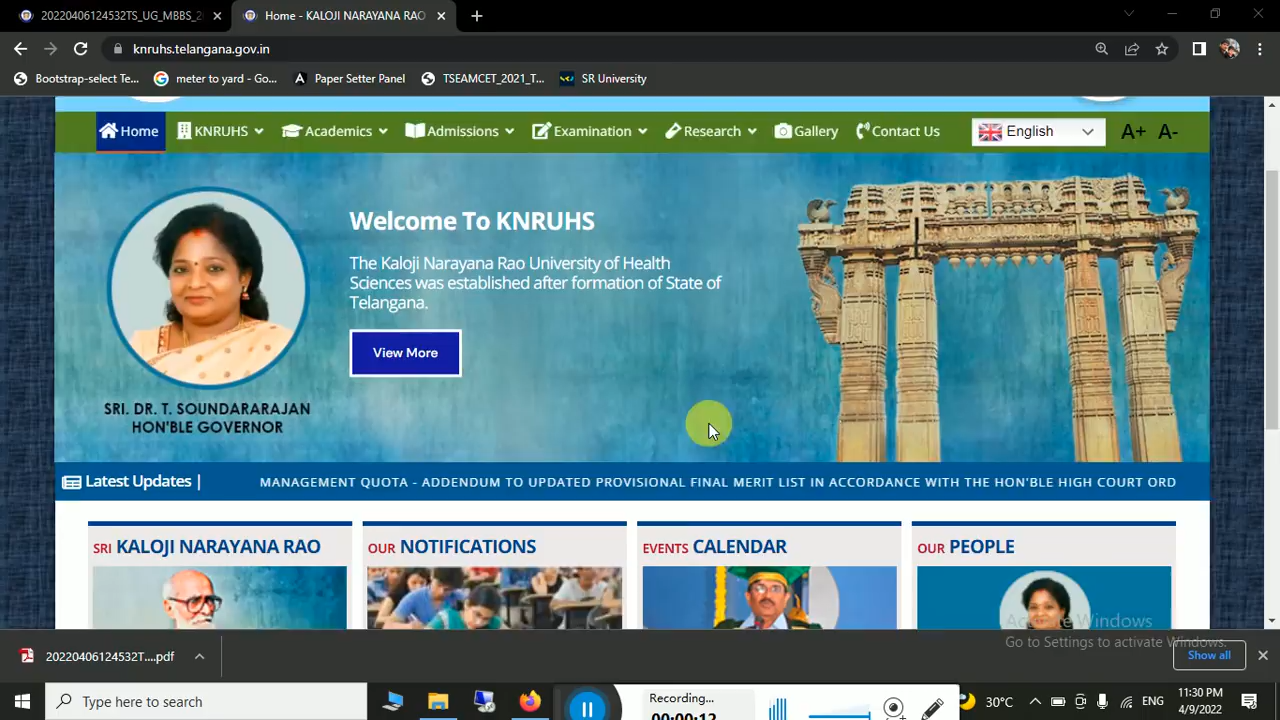 20220406124532TS_UG_MBBS_2
Home - KALOJI NARAYANA RAO
knruhs.telangana.gov.in
Bootstrap-select Te...
meter to yard - Go...
Paper Setter Panel
TSEAMCET_2021_T...
SR University
Home
KNRUHS
Academics
Admissions
Examination
Research
Gallery
Contact Us
English
A+
A-
Welcome To KNRUHS
The Kaloji Narayana Rao University of Health
Sciences was established after formation of State of
Telangana.
View More
SRI. DR. T. SOUNDARARAJAN
HON'BLE GOVERNOR
Latest Updates |
MANAGEMENT QUOTA - ADDENDUM TO UPDATED PROVISIONAL FINAL MERIT LIST IN ACCORDANCE WITH THE HON'BLE HIGH COURT ORD
SRI KALOJI NARAYANA RAO
OUR NOTIFICATIONS
EVENTS CALENDAR
OUR PEOPLE
Activate Windows
Go to Settings to activate Windows.
20220406124532T....pdf
Show all
Type here to search
Recording...
00:00:12
30°C
ENG
11:30 PM
4/9/2022